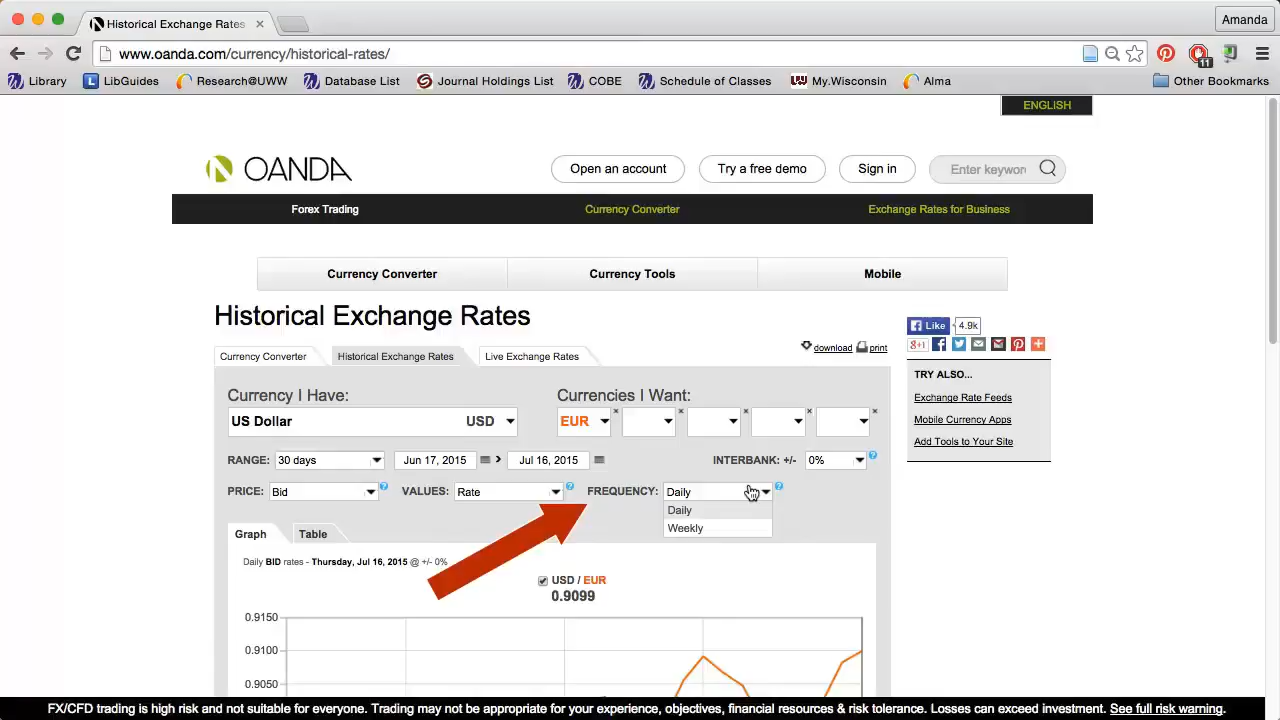 Historical Exchange Rates
Amanda
www.oanda.com/currency/historical-rates/
11
Library
LibGuides
Research@UWW
Database List
Journal Holdings List
COBE
Schedule of Classes
My.Wisconsin
Alma
Other Bookmarks
ENGLISH
OANDA
Open an account
Try a free demo
Sign in
Enter keywor
Forex Trading
Currency Converter
Exchange Rates for Business
Currency Converter
Currency Tools
Mobile
Historical Exchange Rates
Like
4.9k
Currency Converter
Historical Exchange Rates
Live Exchange Rates
download
print
g+1
TRY ALSO...
Exchange Rate Feeds
Mobile Currency Apps
Add Tools to Your Site
Currency I Have:
Currencies I Want:
US Dollar USD
EUR
RANGE: 30 days Jun 17, 2015 > Jul 16, 2015
INTERBANK: +/- 0% ?
PRICE: Bid ? VALUES: Rate ? FREQUENCY: Daily ?
Daily
Weekly
Graph
Table
Daily BID rates - Thursday, Jul 16, 2015 @ +/- 0%
USD / EUR
0.9099
0.9150
0.9100
0.9050
FX/CFD trading is high risk and not suitable for everyone. Trading may not be appropriate for your experience, objectives, financial resources & risk tolerance. Losses can exceed investment. See full risk warning.